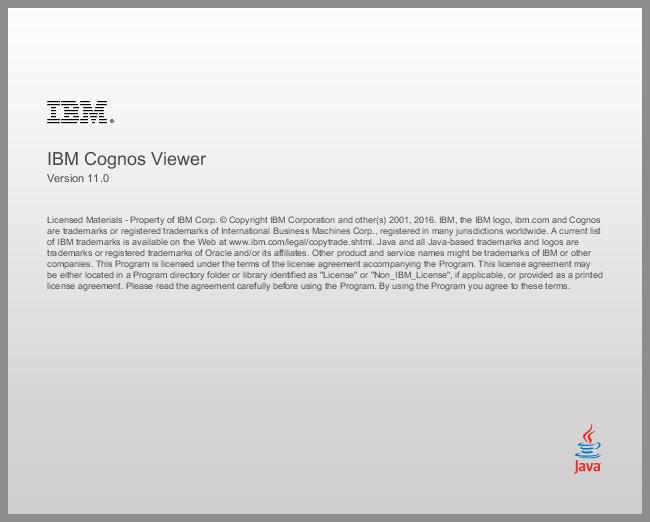 IBM®
IBM Cognos Viewer
Version 11.0
Licensed Materials - Property of IBM Corp. © Copyright IBM Corporation and other(s) 2001, 2016. IBM, the IBM logo, ibm.com and Cognos
are trademarks or registered trademarks of International Business Machines Corp., registered in many jurisdictions worldwide. A current list
of IBM trademarks is available on the Web at www.ibm.com/legal/copytrade.shtml. Java and all Java-based trademarks and logos are
trademarks or registered trademarks of Oracle and/or its affiliates. Other product and service names might be trademarks of IBM or other
companies. This Program is licensed under the terms of the license agreement accompanying the Program. This license agreement may
be either located in a Program directory folder or library identified as "License" or "Non_IBM_License", if applicable, or provided as a printed
license agreement. Please read the agreement carefully before using the Program. By using the Program you agree to these terms.
Java